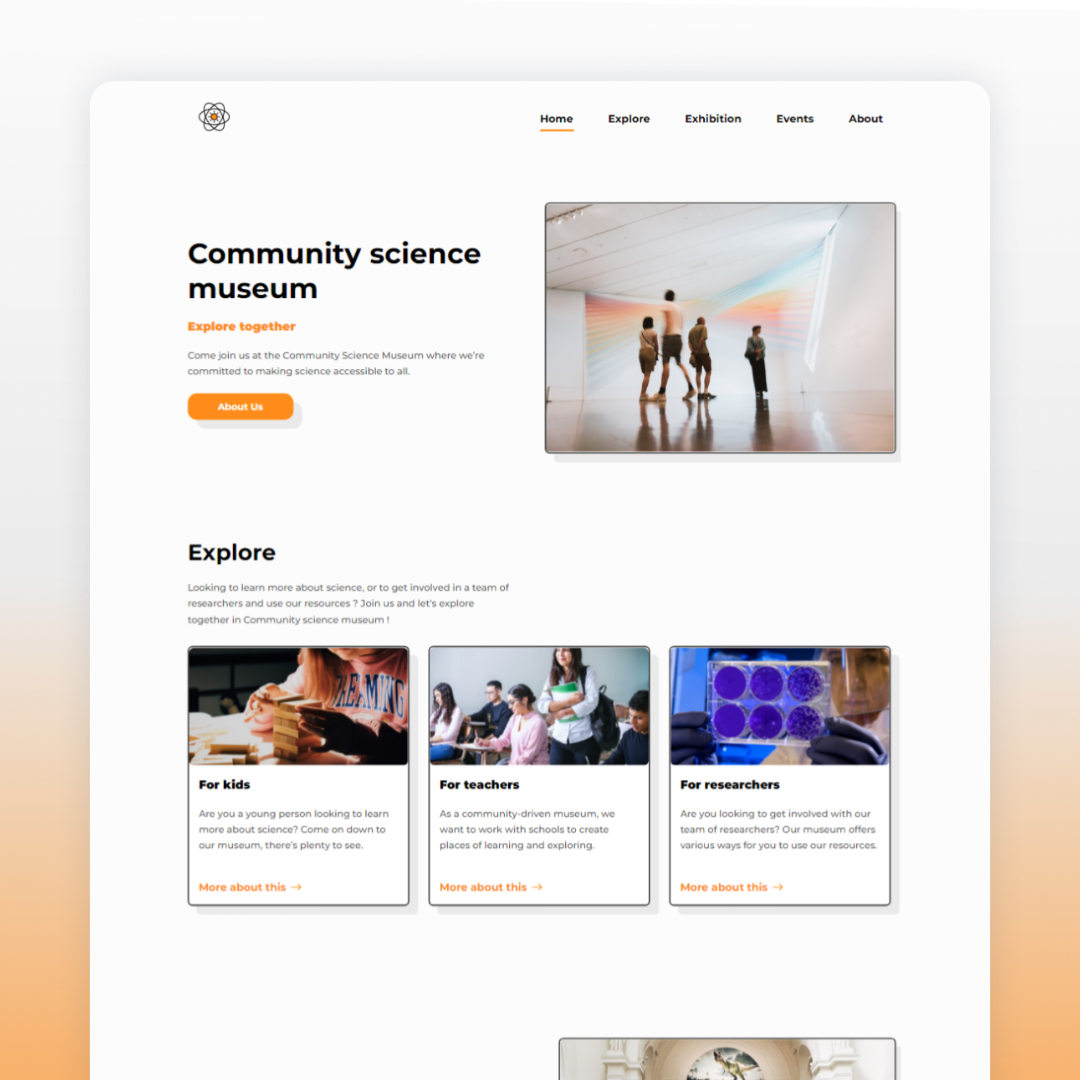 Home Explore Exhibition Events About
Community science
museum
Explore together
Come join us at the Community Science Museum where we're
committed to making science accessible to all.
About Us
Explore
Looking to learn more about science, or to get involved in a team of
researchers and use our resources ? Join us and let's explore
together in Community science museum !
REAMING
For kids
Are you a young person looking to learn
more about science? Come on down to
our museum, there's plenty to see.
More about this →
For teachers
As a community-driven museum, we
want to work with schools to create
places of learning and exploring.
More about this →
For researchers
Are you looking to get involved with our
team of researchers? Our museum offers
various ways for you to use our resources.
More about this →